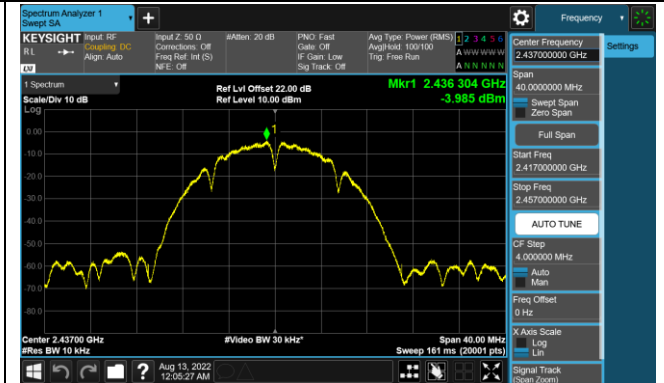 Spectrum Analyzer 1
Swept SA
+
Frequency
KEYSIGHT
RL
LXI
Input: RF
Coupling: DC
Align: Auto
Input Z: 50 Ω
Corrections: Off
Freq Ref: Int (S)
NFE: Off
#Atten: 20 dB
PNO: Fast
Gate: Off
IF Gain: Low
Sig Track: Off
Avg Type: Power (RMS)
Avg|Hold: 100/100
Trig: Free Run
1 2 3 4 5 6
A W W W W W
A N N N N N
Center Frequency
2.437000000 GHz
Settings
Span
40.0000000 MHz
Swept Span
Zero Span
Full Span
Start Freq
2.417000000 GHz
Stop Freq
2.457000000 GHz
AUTO TUNE
CF Step
4.000000 MHz
Auto
Man
Freq Offset
0 Hz
X Axis Scale
Log
Lin
Signal Track
(Span Zoom)
1 Spectrum
Scale/Div 10 dB
Log
Ref Lvl Offset 22.00 dB
Ref Level 10.00 dBm
Mkr1 2.436 304 GHz
-3.985 dBm
1
0.00
-10.0
-20.0
-30.0
-40.0
-50.0
-60.0
-70.0
-80.0
Center 2.43700 GHz
#Res BW 10 kHz
#Video BW 30 kHz*
Span 40.00 MHz
Sweep 161 ms (20001 pts)
?
Aug 13, 2022
12:05:27 AM